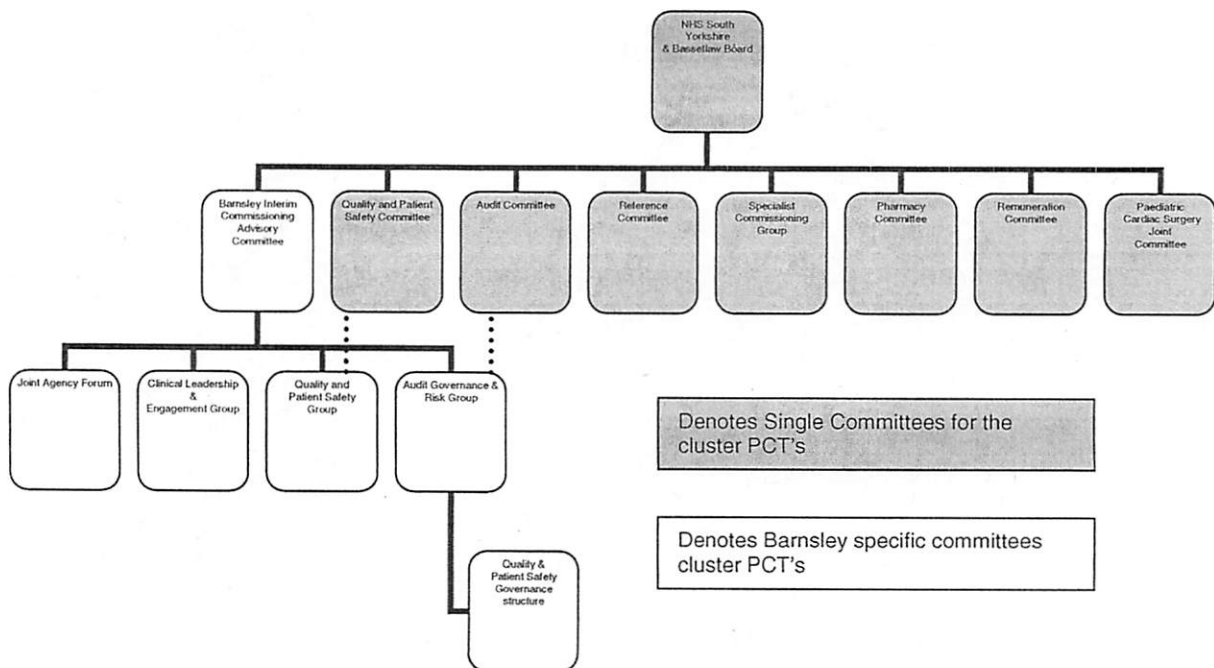 NHS South
Yorkshire
& Bassetlaw Board
Barnsley Interim
Commissioning
Advisory
Committee
Quality and Patient
Safety Committee
Audit Committee
Reference
Committee
Specialist
Commissioning
Group
Pharmacy
Committee
Remuneration
Committee
Paediatric
Cardiac Surgery
Joint
Committee
Joint Agency Forum
Clinical Leadership
&
Engagement Group
Quality and
Patient Safety
Group
Audit Governance &
Risk Group
Denotes Single Committees for the
cluster PCT's
Denotes Barnsley specific committees
cluster PCT's
Quality &
Patient Safety
Governance
structure